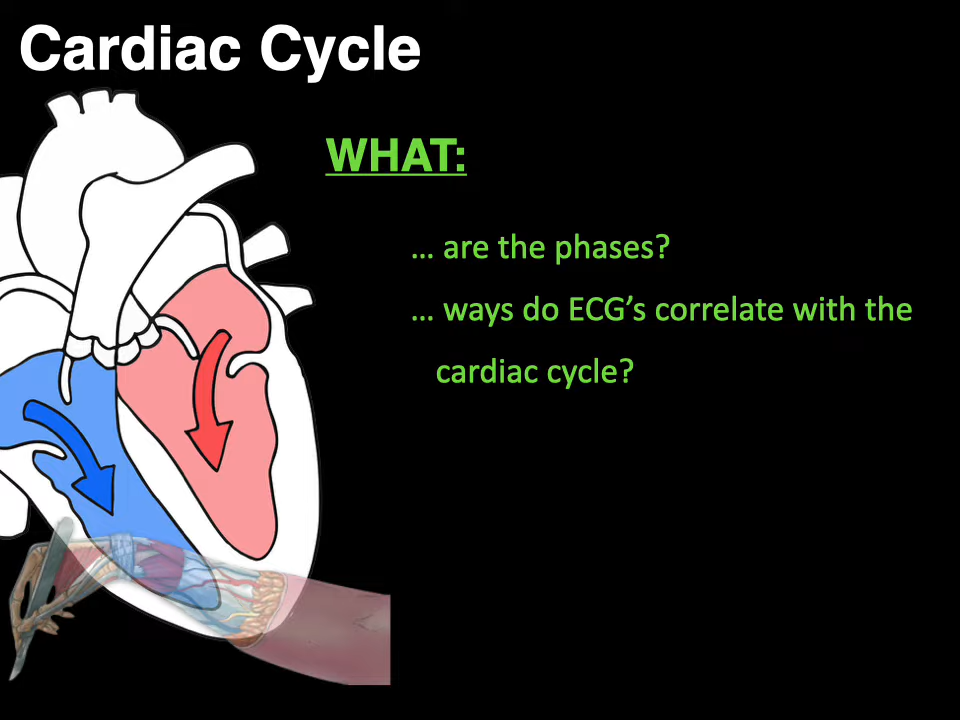 Cardiac Cycle
WHAT:
... are the phases?
... ways do ECG's correlate with the
cardiac cycle?